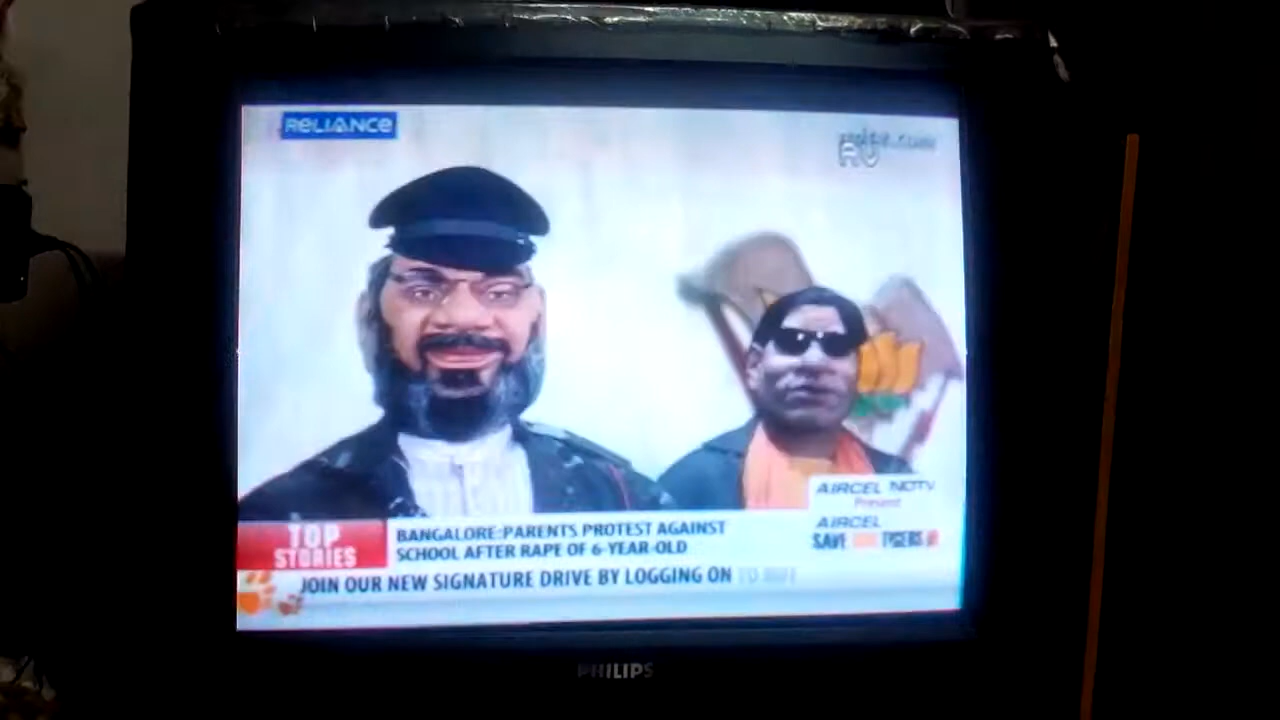 RELIANCE
AIRCEL NDTV
Present
AIRCEL
SAVE TIGERS
TOP
STORIES
BANGALORE:PARENTS PROTEST AGAINST
SCHOOL AFTER RAPE OF 6-YEAR-OLD
JOIN OUR NEW SIGNATURE DRIVE BY LOGGING ON
PHILIPS